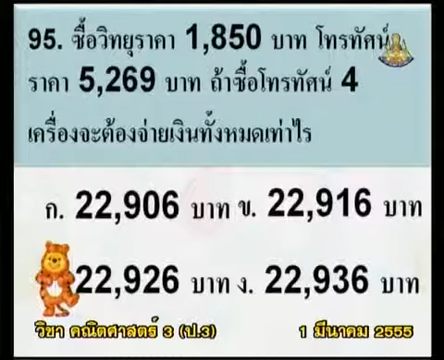 95. ซื้อวิทยุราคา 1,850 บาท โทรทัศน์
ราคา 5,269 บาท ถ้าซื้อโทรทัศน์ 4
เครื่องจะต้องจ่ายเงินทั้งหมดเท่าไร
ก. 22,906 บาท ข. 22,916 บาท
22,926 บาท ง. 22,936 บาท
วิชา คณิตศาสตร์ 3 (ป.3) 1 มีนาคม 2555